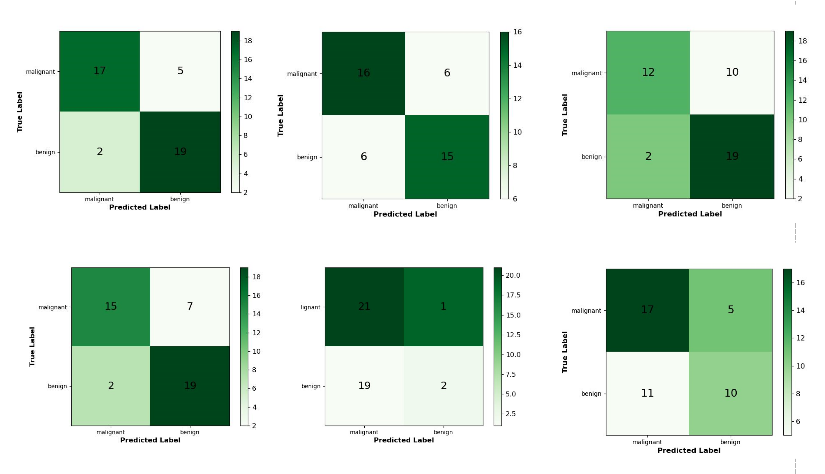 malignant
17
5
benign
2
19
malignant
benign
Predicted Label
True Label
18
16
14
12
10
8
6
4
2
malignant
16
6
benign
6
15
malignant
benign
Predicted Label
True Label
16
14
12
10
8
6
malignant
12
10
benign
2
19
malignant
benign
Predicted Label
True Label
18
16
14
12
10
8
6
4
2
malignant
15
7
benign
2
19
malignant
benign
Predicted Label
True Label
18
16
14
12
10
8
6
4
2
lignant
21
1
benign
19
2
malignant
benign
Predicted Label
20.0
17.5
15.0
12.5
10.0
7.5
5.0
2.5
malignant
17
5
benign
11
10
malignant
benign
Predicted Label
True Label
16
14
12
10
8
6